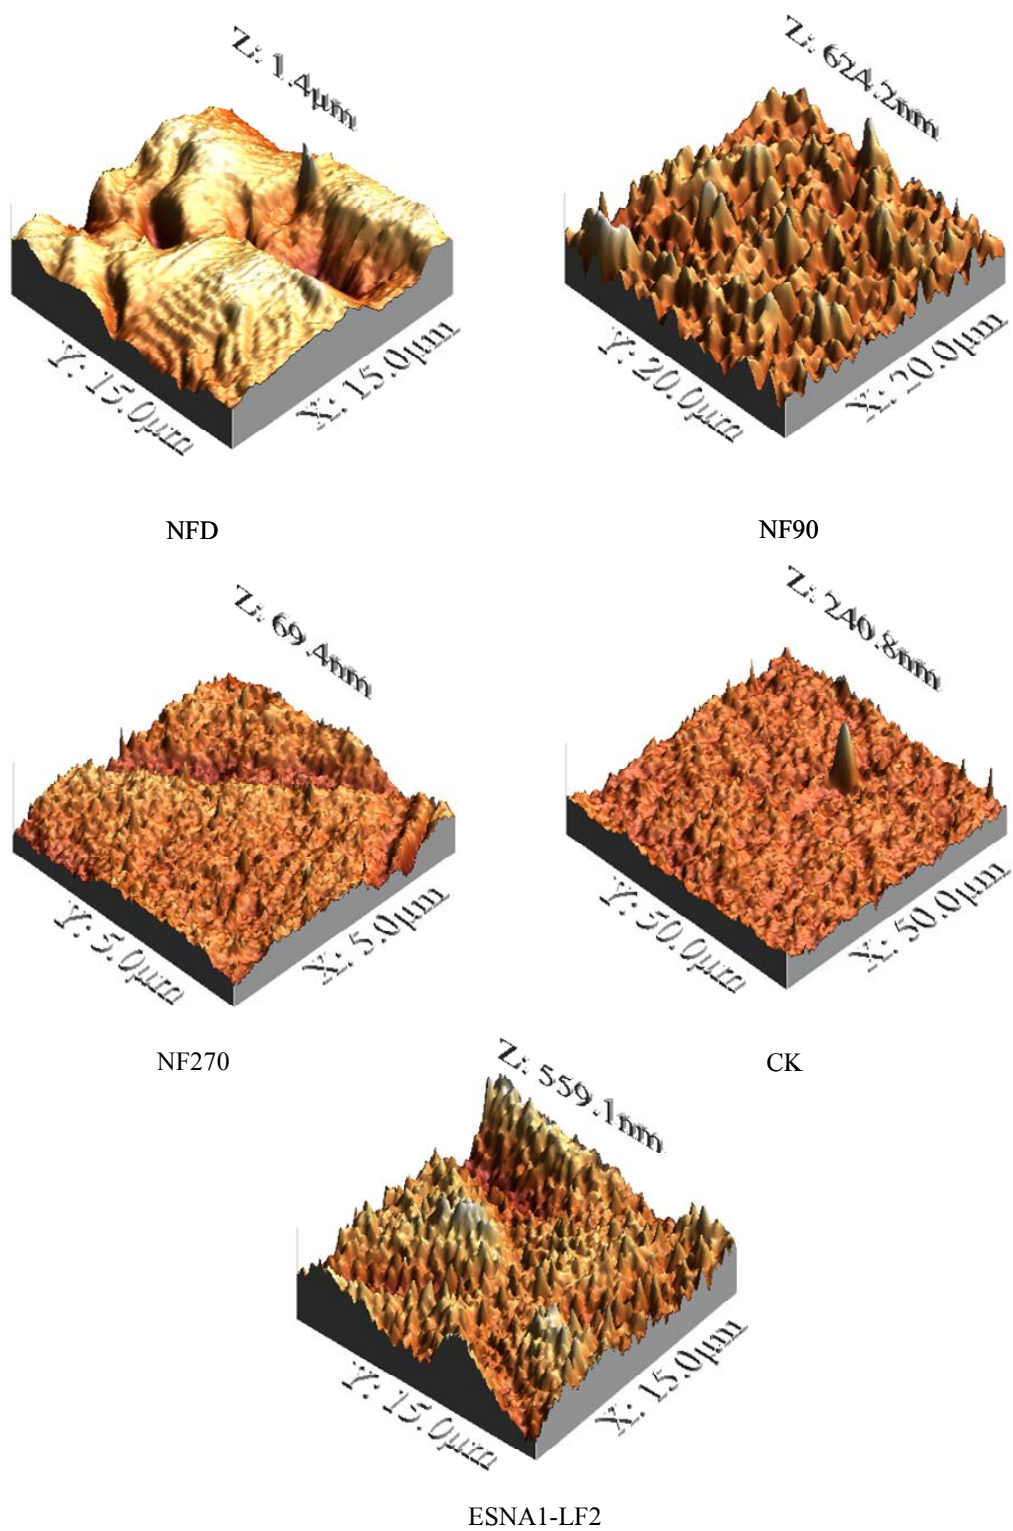 Z: 1.4µm
Y: 15.0µm
X: 15.0µm
NFD
Z: 624.2nm
Y: 20.0µm
X: 20.0µm
NF90
Z: 69.4nm
Y: 5.0µm
X: 5.0µm
NF270
Z: 240.8nm
Y: 50.0µm
X: 50.0µm
CK
Z: 559.1nm
Y: 15.0µm
X: 15.0µm
ESNA1-LF2